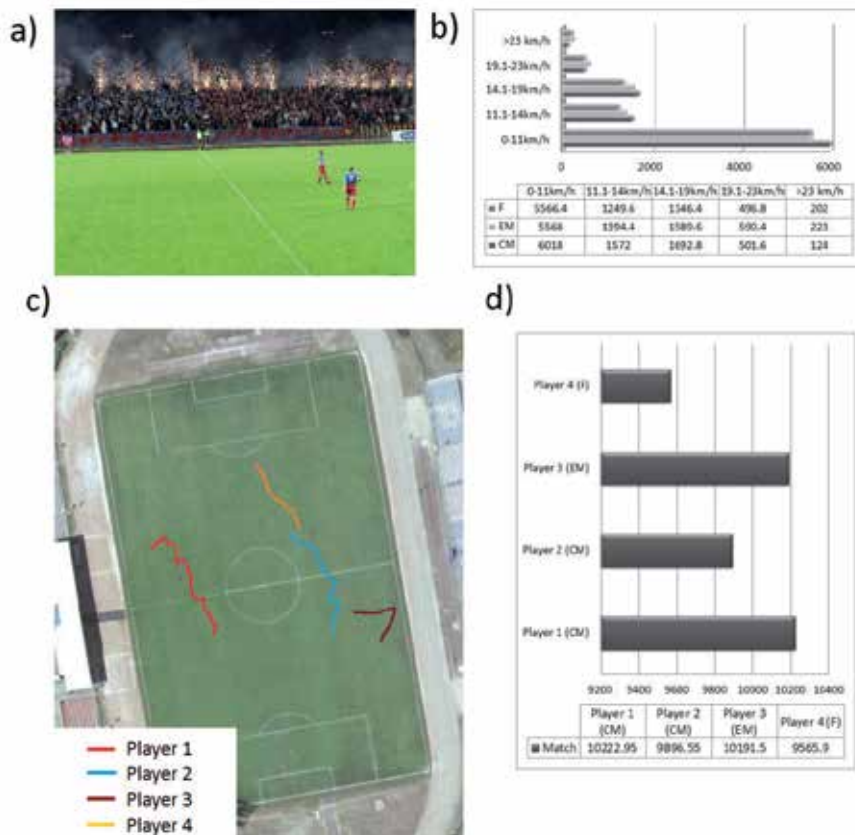 a)
b)
>23 km/h
19.1-23km/h
14.1-19km/h
11.1-14km/h
0-11km/h
0 2000 4000 6000
0-11km/h 11.1-14km/h 14.1-19km/h 19.1-23km/h >23 km/h
F 5566.4 1249.6 1346.4 496.8 202
EM 5568 1394.4 1589.6 590.4 223
CM 6018 1572 1692.8 501.6 124
c)
Player 1
Player 2
Player 3
Player 4
d)
Player 4 (F)
Player 3 (EM)
Player 2 (CM)
Player 1 (CM)
9200 9400 9600 9800 10000 10200 10400
Player 1 (CM) Player 2 (CM) Player 3 (EM) Player 4 (F)
Match 10222.95 9896.55 10191.5 9565.9